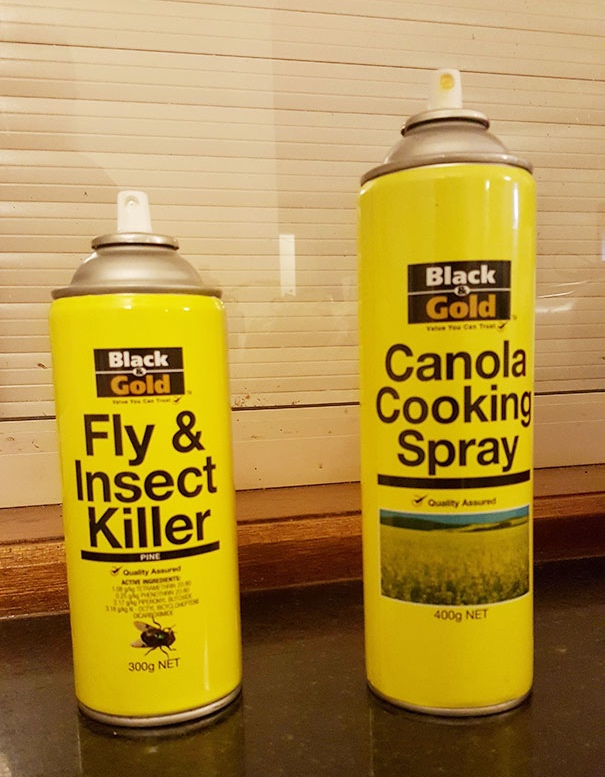 Black
&
Gold
Value You Can Trust
Fly &
Insect
Killer
PINE
Quality Assured
ACTIVE INGREDIENTS:
300g NET
Black
&
Gold
Value You Can Trust
Canola
Cooking
Spray
Quality Assured
400g NET